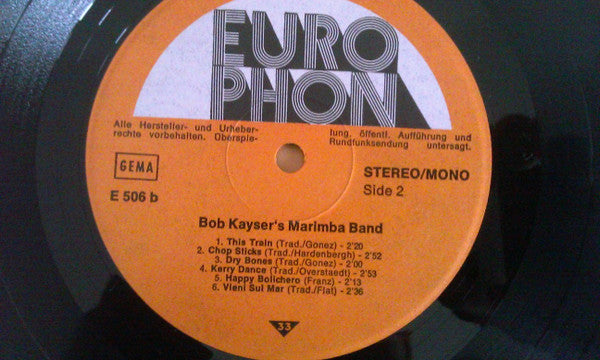 EURO
PHON
Alle Hersteller- und Urheber-
rechte vorbehalten. Überspie-
lung, öffentl. Aufführung und
Rundfunksendung untersagt.
GEMA
E 506 b
STEREO/MONO
Side 2
Bob Kayser's Marimba Band
1. This Train (Trad./Gonez) - 2'20
2. Chop Sticks (Trad./Hardenbergh) - 2'52
3. Dry Bones (Trad./Gonez) - 2'00
4. Kerry Dance (Trad./Overstaedt) - 2'53
5. Happy Bolichero (Franz) - 2'13
6. Vieni Sul Mar (Trad./Flat) - 2'36
33